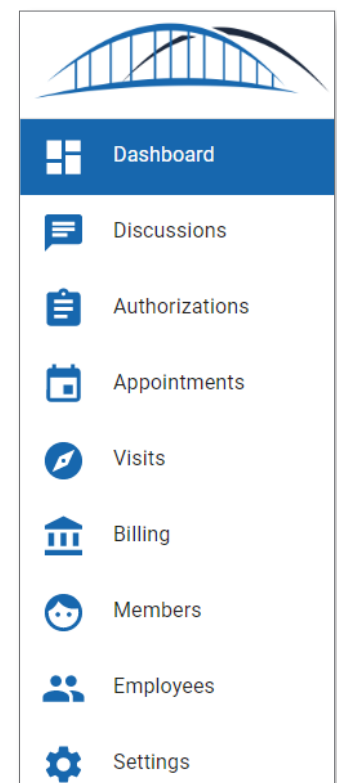 Dashboard
Discussions
Authorizations
Appointments
Visits
Billing
Members
Employees
Settings